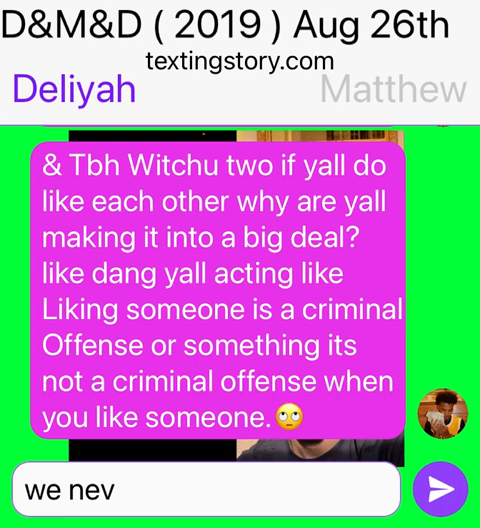 D&M&D ( 2019 ) Aug 26th
textingstory.com
Deliyah Matthew
& Tbh Witchu two if yall do
like each other why are yall
making it into a big deal?
like dang yall acting like
Liking someone is a criminal
Offense or something its
not a criminal offense when
you like someone.🙄
we nev